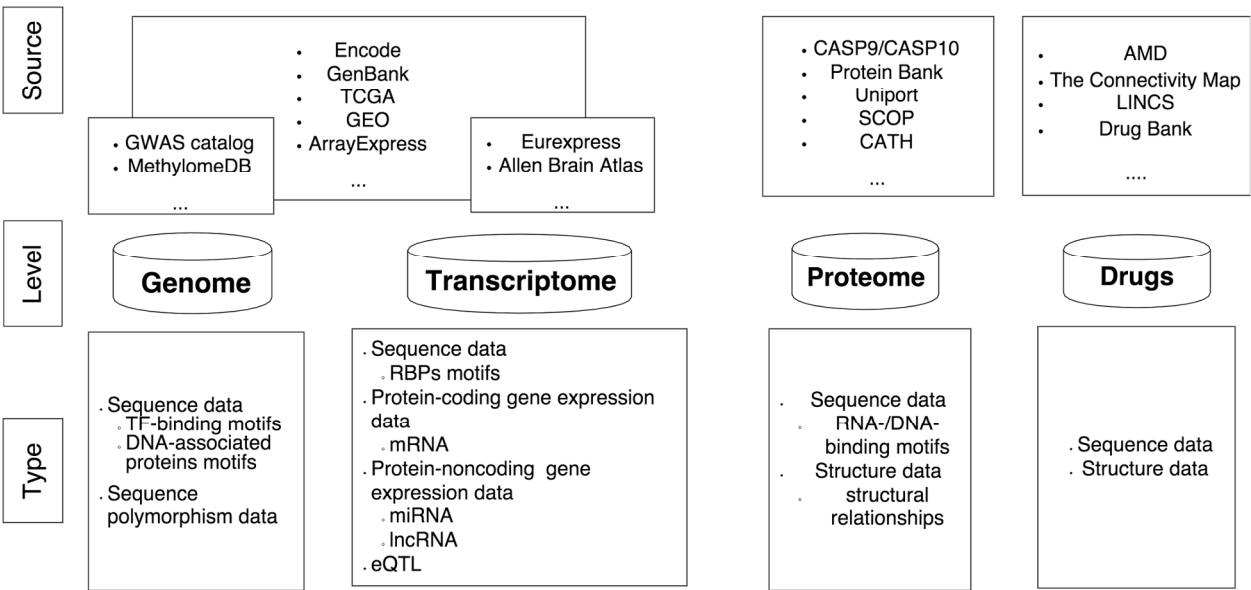 Source
• Encode
• GenBank
• TCGA
• GEO
• ArrayExpress
...
• GWAS catalog
• MethylomeDB
...
• Eurexpress
• Allen Brain Atlas
...
• CASP9/CASP10
• Protein Bank
• Uniport
• SCOP
• CATH
...
• AMD
• The Connectivity Map
• LINCS
• Drug Bank
....
Level
Genome
Transcriptome
Proteome
Drugs
Type
. Sequence data
◦ TF-binding motifs
◦ DNA-associated
proteins motifs
. Sequence
polymorphism data
. Sequence data
◦ RBPs motifs
. Protein-coding gene expression
data
◦ mRNA
. Protein-noncoding gene
expression data
◦ miRNA
◦ lncRNA
. eQTL
. Sequence data
◦ RNA-/DNA-
binding motifs
. Structure data
◦ structural
relationships
. Sequence data
. Structure data